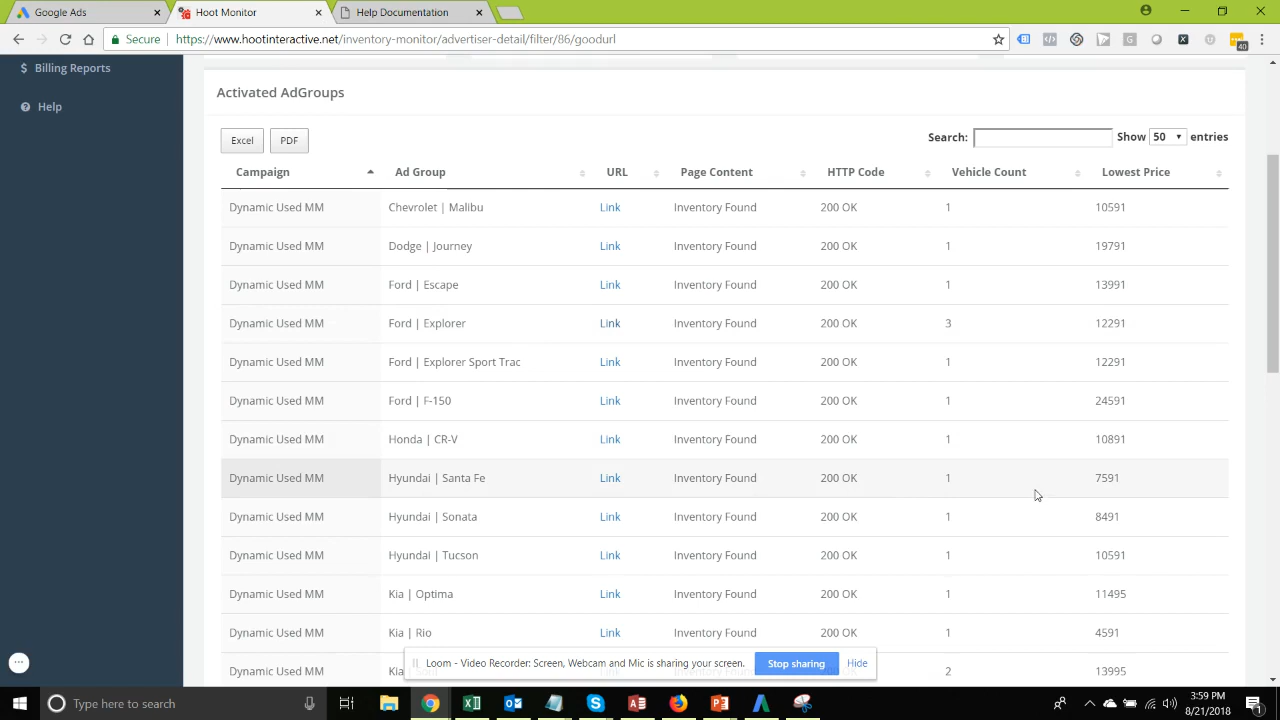 Google Ads
Hoot Monitor
Help Documentation
Secure
https://www.hootinteractive.net/inventory-monitor/advertiser-detail/filter/86/goodurl
40
$ Billing Reports
Help
Activated AdGroups
Excel
PDF
Search:
Show 50 entries
Campaign Ad Group URL Page Content HTTP Code Vehicle Count Lowest Price
Dynamic Used MM Chevrolet | Malibu Link Inventory Found 200 OK 1 10591
Dynamic Used MM Dodge | Journey Link Inventory Found 200 OK 1 19791
Dynamic Used MM Ford | Escape Link Inventory Found 200 OK 1 13991
Dynamic Used MM Ford | Explorer Link Inventory Found 200 OK 3 12291
Dynamic Used MM Ford | Explorer Sport Trac Link Inventory Found 200 OK 1 12291
Dynamic Used MM Ford | F-150 Link Inventory Found 200 OK 1 24591
Dynamic Used MM Honda | CR-V Link Inventory Found 200 OK 1 10891
Dynamic Used MM Hyundai | Santa Fe Link Inventory Found 200 OK 1 7591
Dynamic Used MM Hyundai | Sonata Link Inventory Found 200 OK 1 8491
Dynamic Used MM Hyundai | Tucson Link Inventory Found 200 OK 1 10591
Dynamic Used MM Kia | Optima Link Inventory Found 200 OK 1 11495
Dynamic Used MM Kia | Rio Link Inventory Found 200 OK 1 4591
Dynamic Used MM 2 13995
Loom - Video Recorder: Screen, Webcam and Mic is sharing your screen.
Stop sharing
Hide
Type here to search
3:59 PM
8/21/2018